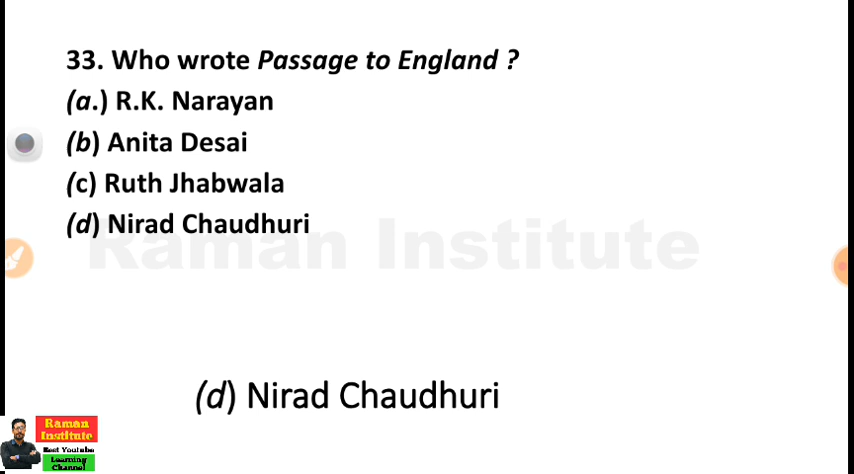 33. Who wrote Passage to England ?
(a.) R.K. Narayan
(b) Anita Desai
(c) Ruth Jhabwala
(d) Nirad Chaudhuri
Raman Institute
(d) Nirad Chaudhuri
Raman
Institute
Best Youtube
Learning
Channel